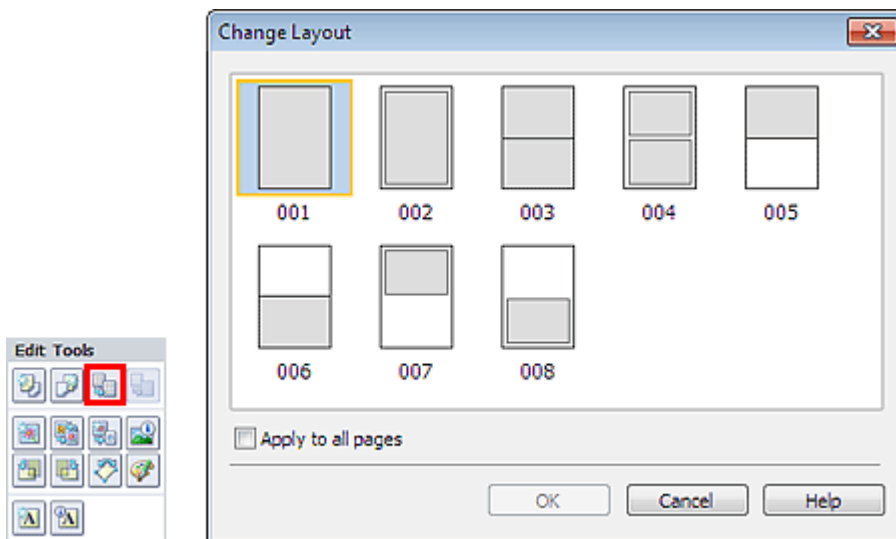 Change Layout
001 002 003 004 005
006 007 008
Edit Tools
Apply to all pages
OK Cancel Help
A A